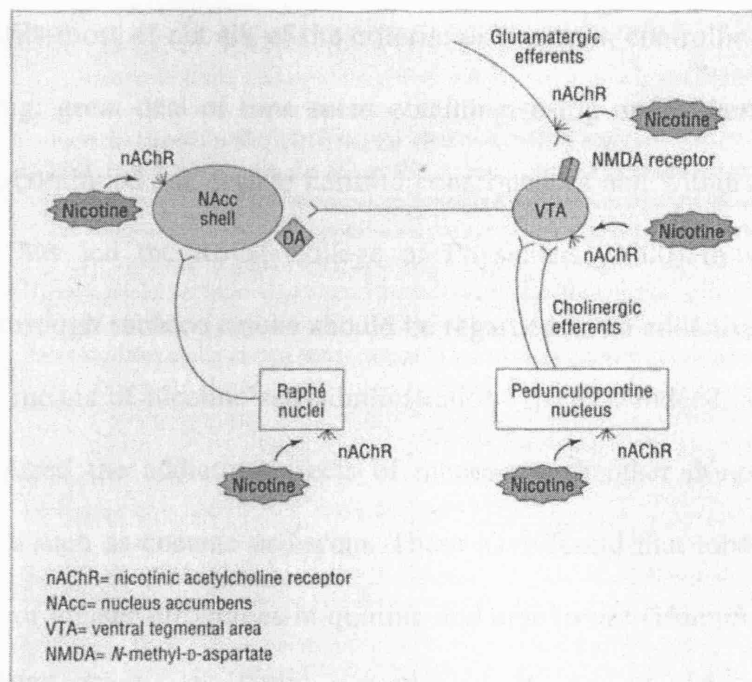 Glutamatergic
efferents
nAChR
Nicotine
NMDA receptor
nAChR
Nicotine
NAcc
shell
DA
VTA
Nicotine
nAChR
Cholinergic
efferents
Raphé
nuclei
Pedunculopontine
nucleus
nAChR
nAChR
Nicotine
Nicotine
nAChR= nicotinic acetylcholine receptor
NAcc= nucleus accumbens
VTA= ventral tegmental area
NMDA= N-methyl-D-aspartate